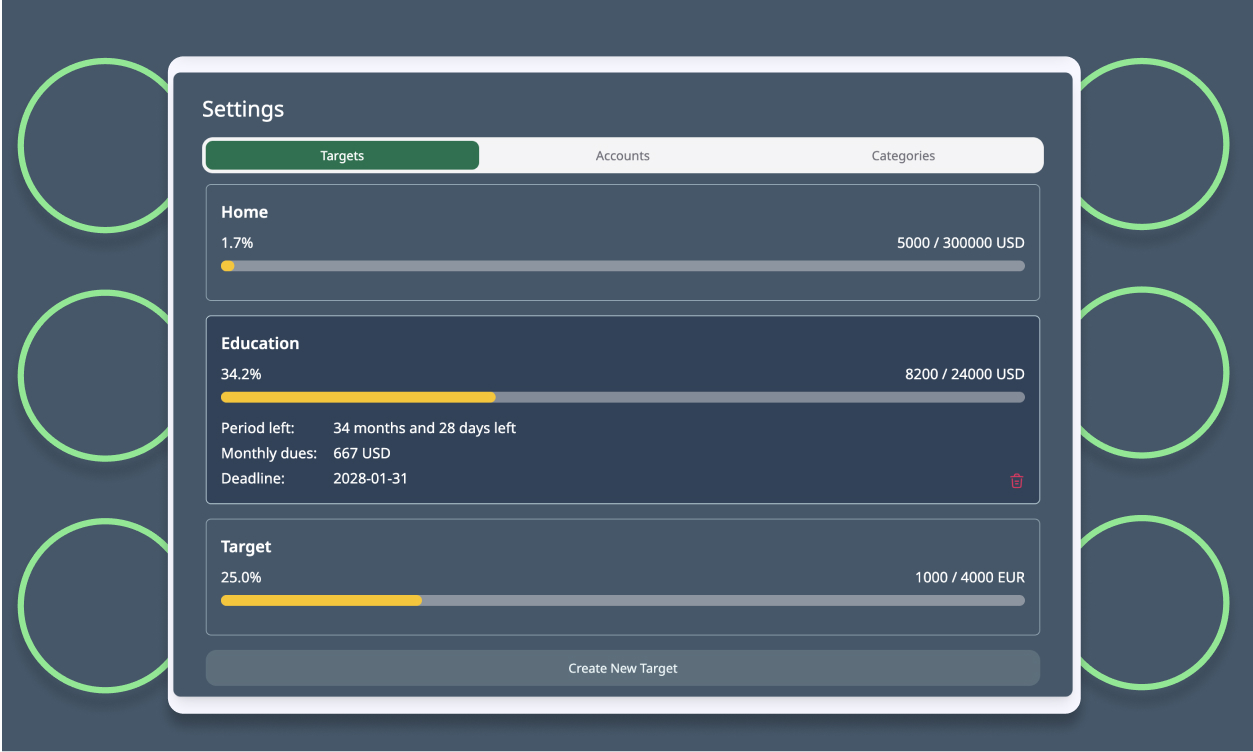 Settings
Targets Accounts Categories
Home
1.7% 5000 / 300000 USD
Education
34.2% 8200 / 24000 USD
Period left: 34 months and 28 days left
Monthly dues: 667 USD
Deadline: 2028-01-31
Target
25.0% 1000 / 4000 EUR
Create New Target